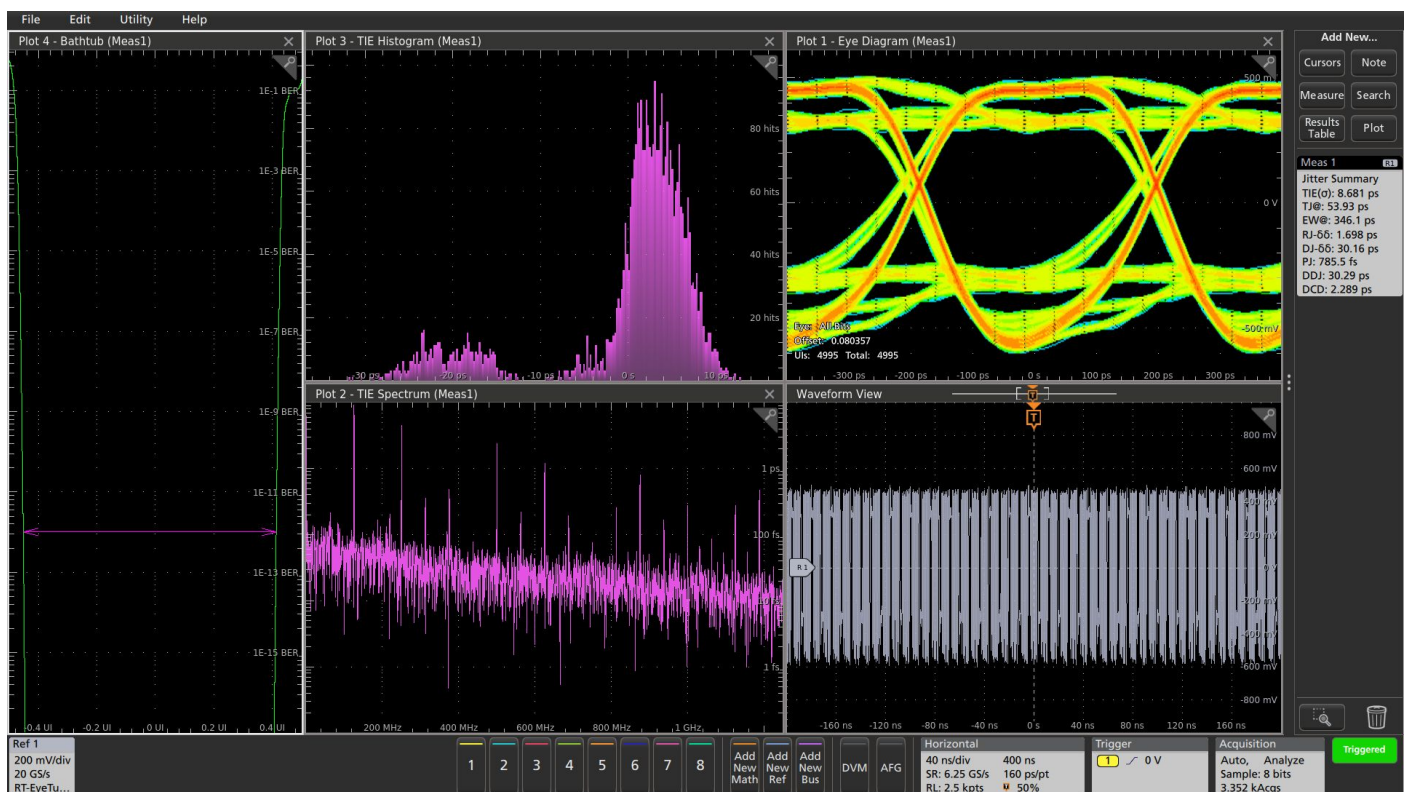 File Edit Utility Help
Plot 4 - Bathtub (Meas1)
1E-1 BER
1E-3 BER
1E-5 BER
1E-7 BER
1E-9 BER
1E-11 BER
1E-13 BER
1E-15 BER
-0.4 UI -0.2 UI 0 UI 0.2 UI 0.4 UI
Plot 3 - TIE Histogram (Meas1)
80 hits
60 hits
40 hits
20 hits
-30 ps -20 ps -10 ps 0 s 10 ps
Plot 1 - Eye Diagram (Meas1)
500 mV
0 V
-500 mV
Eye: All Bits
Offset: 0.080357
UIs: 4995 Total: 4995
-300 ps -200 ps -100 ps 0 s 100 ps 200 ps 300 ps
Plot 2 - TIE Spectrum (Meas1)
1 ps
100 fs
10 fs
1 fs
200 MHz 400 MHz 600 MHz 800 MHz 1 GHz
Waveform View
T
T
800 mV
600 mV
400 mV
200 mV
0 V
-200 mV
-400 mV
-600 mV
-800 mV
R 1
-160 ns -120 ns -80 ns -40 ns 0 s 40 ns 80 ns 120 ns 160 ns
Add New...
Cursors Note
Measure Search
Results Table Plot
Meas 1 R1
Jitter Summary
TIE(σ): 8.681 ps
TJ@: 53.93 ps
EW@: 346.1 ps
RJ-δδ: 1.698 ps
DJ-δδ: 30.16 ps
PJ: 785.5 fs
DDJ: 30.29 ps
DCD: 2.289 ps
Ref 1
200 mV/div
20 GS/s
RT-EyeTu...
1 2 3 4 5 6 7 8
Add New Math
Add New Ref
Add New Bus
DVM AFG
Horizontal
40 ns/div 400 ns
SR: 6.25 GS/s 160 ps/pt
RL: 2.5 kpts 50%
Trigger
1 0 V
Acquisition
Auto, Analyze
Sample: 8 bits
3.352 kAcqs
Triggered